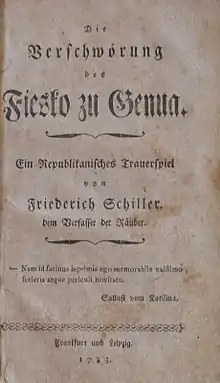 Die
Verschwörung
des
Fiesko zu Genua.
Ein Republikanisches Trauerspiel
von
Friederich Schiller.
dem Verfasser der Räuber.
— Nam id facinus inprimis ego memorabile existimo
sceleris atque periculi novitate.
Sallust vom Katilina.
Frankfurt und Leipzig.
1783.